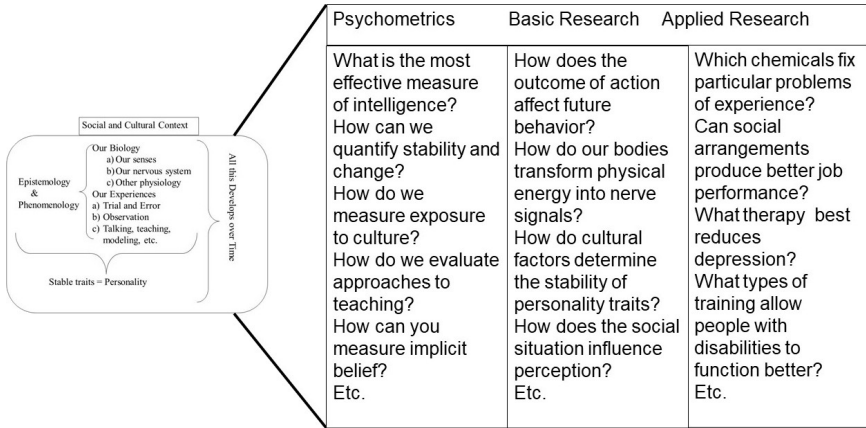 Social and Cultural Context
Epistemology
&
Phenomenology
Our Biology
a) Our senses
b) Our nervous system
c) Other physiology
Our Experiences
a) Trial and Error
b) Observation
c) Talking, teaching,
modeling, etc.
Stable traits = Personality
All this Develops over Time
Psychometrics
What is the most
effective measure
of intelligence?
How can we
quantify stability and
change?
How do we
measure exposure
to culture?
How do we evaluate
approaches to
teaching?
How can you
measure implicit
belief?
Etc.
Basic Research
How does the
outcome of action
affect future
behavior?
How do our bodies
transform physical
energy into nerve
signals?
How do cultural
factors determine
the stability of
personality traits?
How does the social
situation influence
perception?
Etc.
Applied Research
Which chemicals fix
particular problems
of experience?
Can social
arrangements
produce better job
performance?
What therapy best
reduces
depression?
What types of
training allow
people with
disabilities to
function better?
Etc.